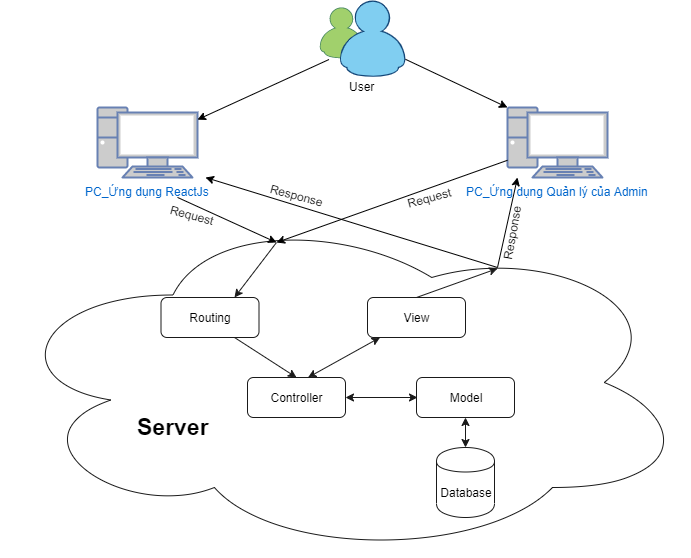 User
PC_Ứng dụng ReactJs
PC_Ứng dụng Quản lý của Admin
Request
Response
Request
Response
Routing
View
Controller
Model
Server
Database